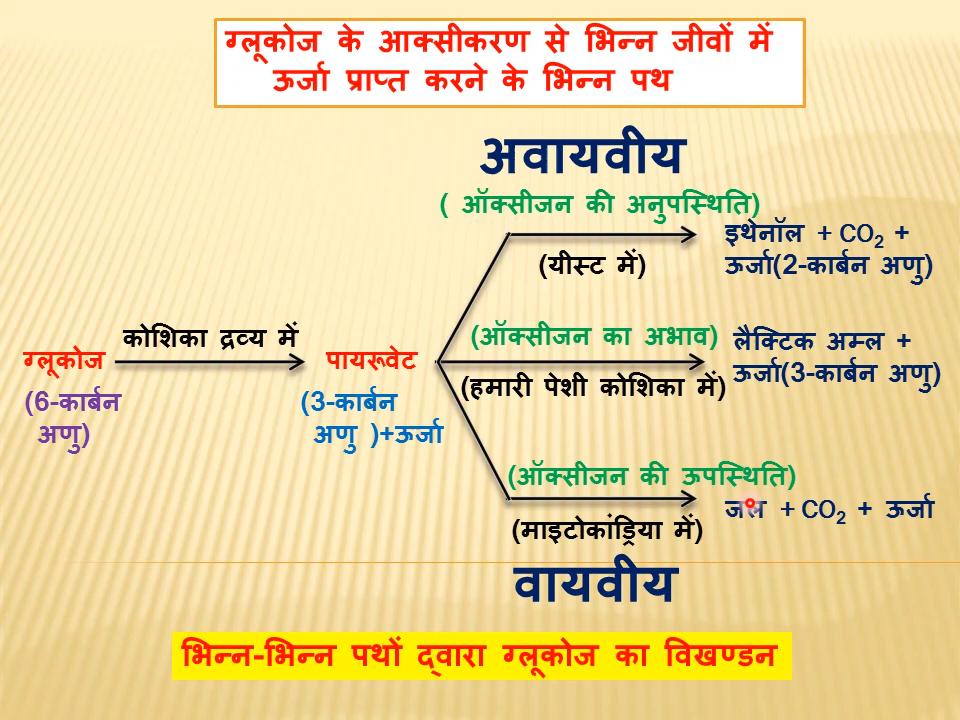 ग्लूकोज के आक्सीकरण से भिन्न जीवों में
ऊर्जा प्राप्त करने के भिन्न पथ
अवायवीय
( ऑक्सीजन की अनुपस्थिति)
(यीस्ट में)
इथेनॉल + CO2 +
ऊर्जा(2-कार्बन अणु)
ग्लूकोज
(6-कार्बन
अणु)
कोशिका द्रव्य में
पायरूवेट
(3-कार्बन
अणु )+ऊर्जा
(ऑक्सीजन का अभाव)
(हमारी पेशी कोशिका में)
लैक्टिक अम्ल +
ऊर्जा(3-कार्बन अणु)
(ऑक्सीजन की ऊपस्थिति)
(माइटोकांड्रिया में)
जल + CO2 + ऊर्जा
वायवीय
भिन्न-भिन्न पथों द्वारा ग्लूकोज का विखण्डन